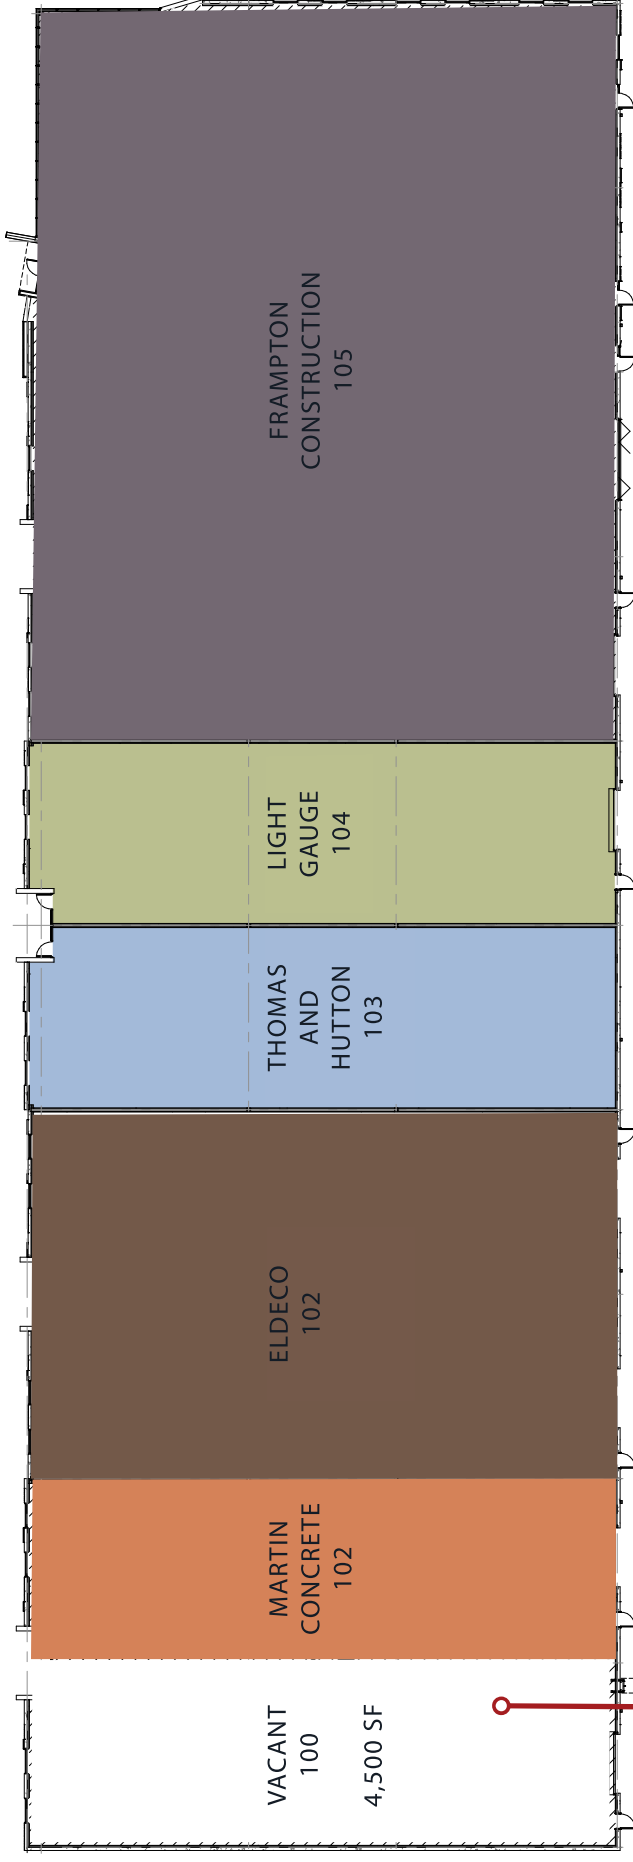 FRAMPTON
CONSTRUCTION
105
LIGHT
GAUGE
104
THOMAS
AND
HUTTON
103
ELDECO
102
MARTIN
CONCRETE
102
VACANT
100
4,500 SF